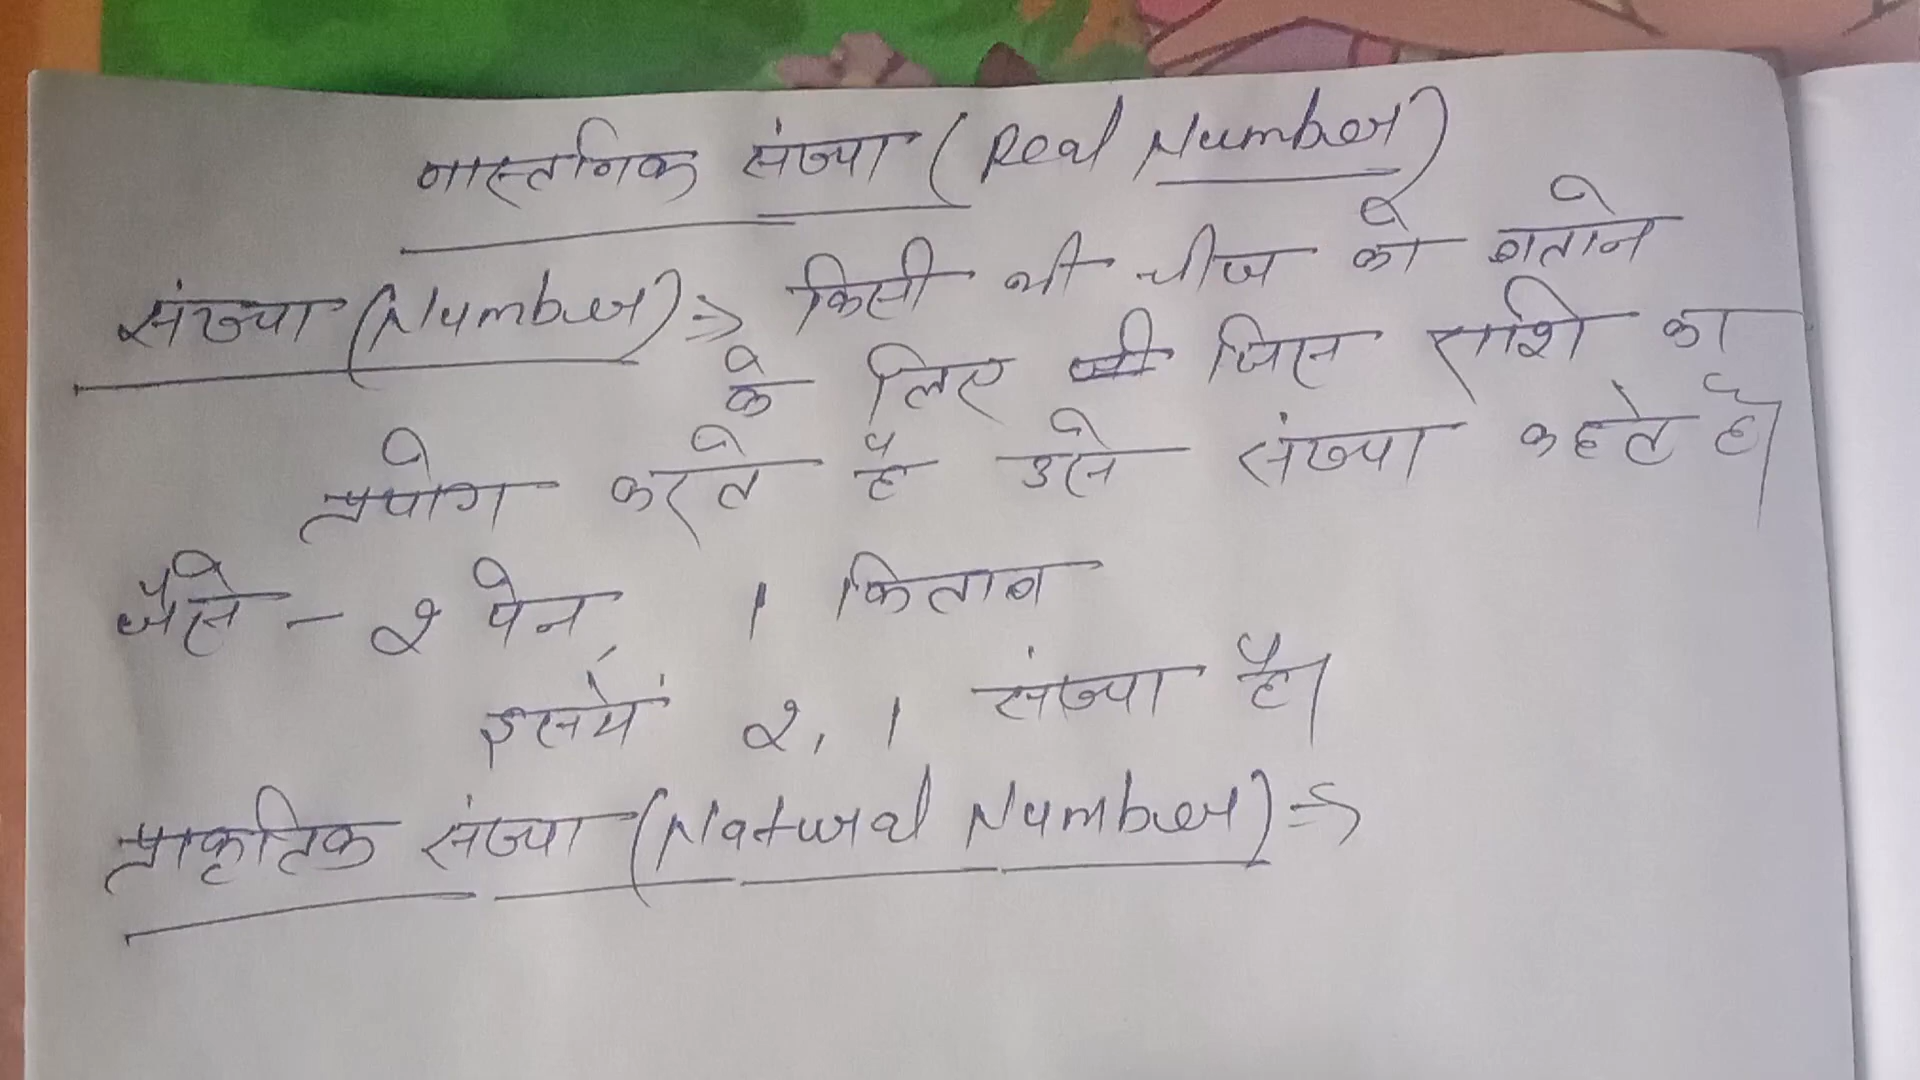 वास्तविक संख्या (Real Number)
संख्या (Number) ⇒ किसी भी चीज को बताने
के लिए जिस राशि का
प्रयोग करते है उसे संख्या कहते है।
जैसे - 2 पेन, 1 किताब
इसमें 2, 1 संख्या है।
प्राकृतिक संख्या (Natural Number) ⇒